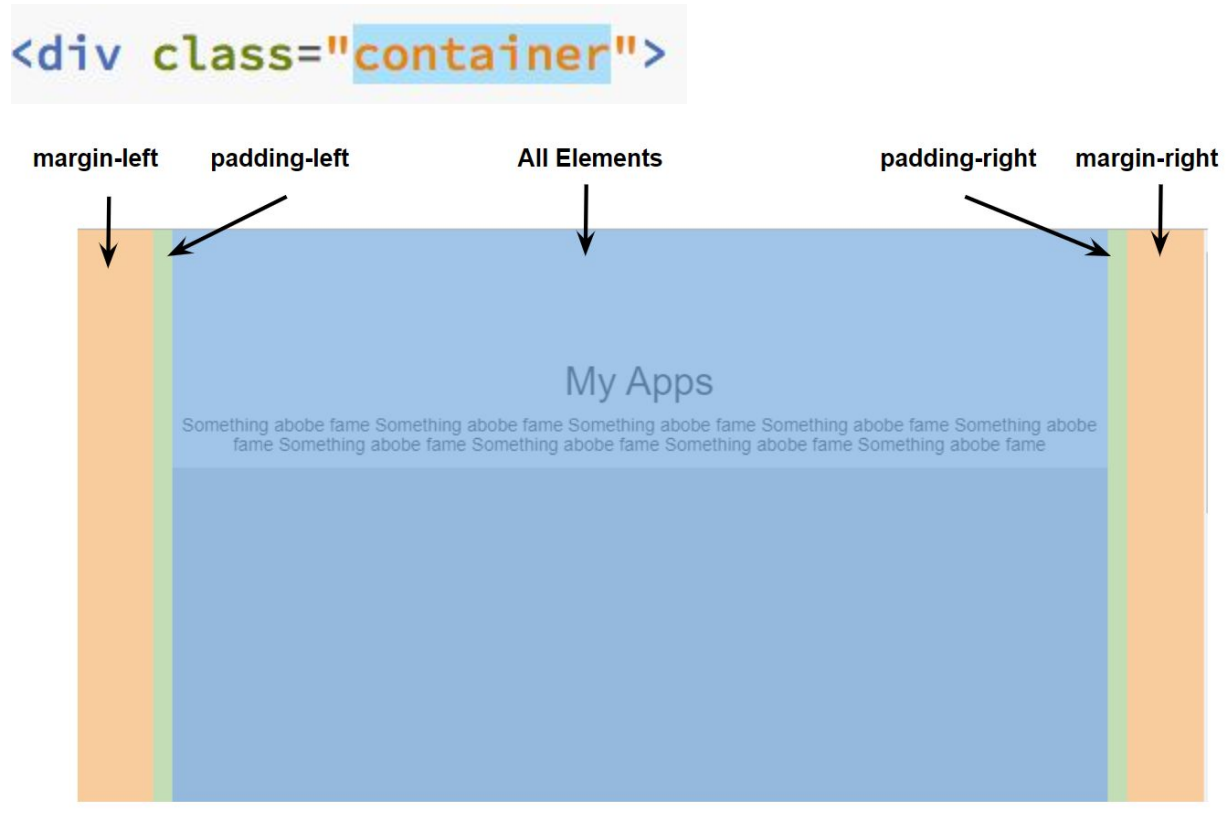 <div class="container">
margin-left padding-left All Elements padding-right margin-right
My Apps
Something abobe fame Something abobe fame Something abobe fame Something abobe fame Something abobe
fame Something abobe fame Something abobe fame Something abobe fame Something abobe fame